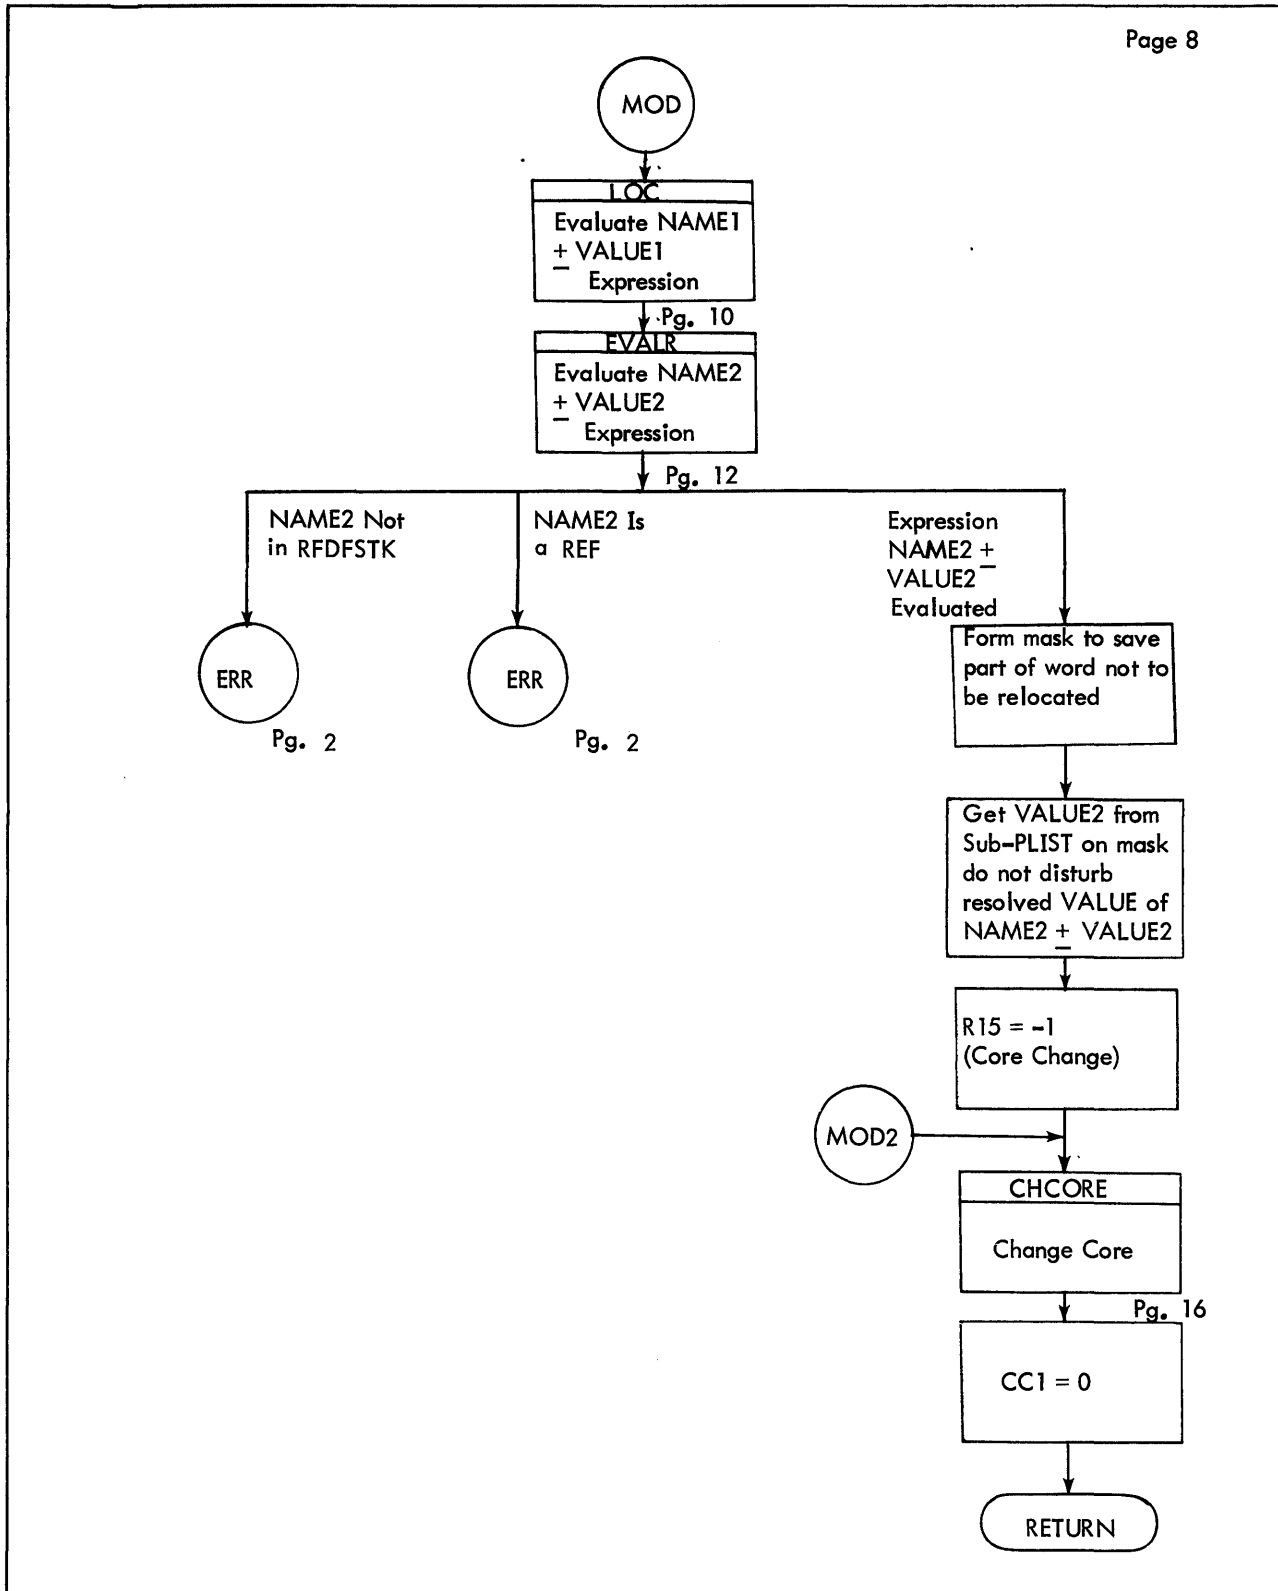 Page 8
MOD
LOC
Evaluate NAME1
± VALUE1
Expression
Pg. 10
EVALR
Evaluate NAME2
± VALUE2
Expression
Pg. 12
NAME2 Not
in RFDFSTK
NAME2 Is
a REF
Expression
NAME2 ±
VALUE2
Evaluated
ERR
Pg. 2
ERR
Pg. 2
Form mask to save
part of word not to
be relocated
Get VALUE2 from
Sub-PLIST on mask
do not disturb
resolved VALUE of
NAME2 ± VALUE2
R15 = -1
(Core Change)
MOD2
CHCORE
Change Core
Pg. 16
CC1 = 0
RETURN